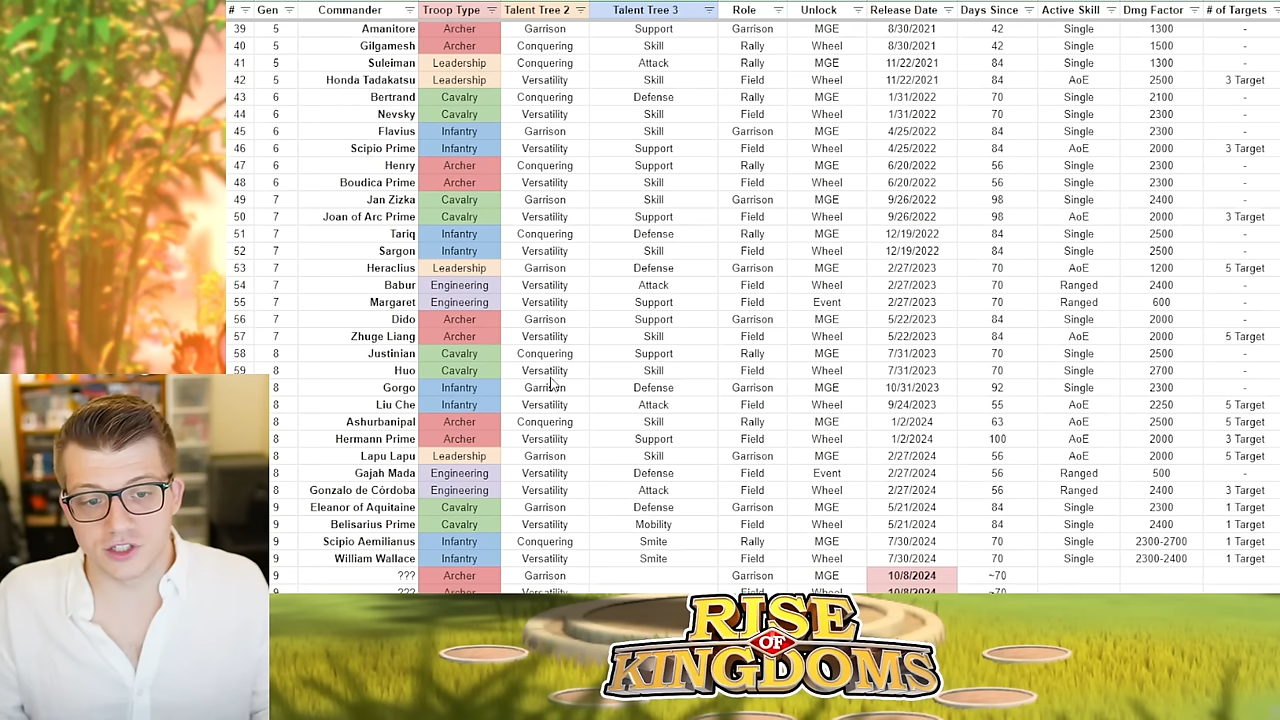 # Gen Commander Troop Type Talent Tree 2 Talent Tree 3 Role Unlock Release Date Days Since Active Skill Dmg Factor # of Targets
39 5 Amanitore Archer Garrison Support Garrison MGE 8/30/2021 42 Single 1300 -
40 5 Gilgamesh Archer Conquering Skill Rally Wheel 8/30/2021 42 Single 1500 -
41 5 Suleiman Leadership Conquering Attack Rally MGE 11/22/2021 84 Single 1300 -
42 5 Honda Tadakatsu Leadership Versatility Skill Field Wheel 11/22/2021 84 AoE 2500 3 Target
43 6 Bertrand Cavalry Conquering Defense Rally MGE 1/31/2022 70 Single 2100 -
44 6 Nevsky Cavalry Versatility Skill Field Wheel 1/31/2022 70 Single 2300 -
45 6 Flavius Infantry Garrison Skill Garrison MGE 4/25/2022 84 Single 2300 -
46 6 Scipio Prime Infantry Versatility Support Field Wheel 4/25/2022 84 AoE 2000 3 Target
47 6 Henry Archer Conquering Support Rally MGE 6/20/2022 56 Single 2300 -
48 6 Boudica Prime Archer Versatility Skill Field Wheel 6/20/2022 56 Single 2300 -
49 7 Jan Zizka Cavalry Garrison Skill Garrison MGE 9/26/2022 98 Single 2400 -
50 7 Joan of Arc Prime Cavalry Versatility Support Field Wheel 9/26/2022 98 AoE 2000 3 Target
51 7 Tariq Infantry Conquering Defense Rally MGE 12/19/2022 84 Single 2500 -
52 7 Sargon Infantry Versatility Skill Field Wheel 12/19/2022 84 Single 2500 -
53 7 Heraclius Leadership Garrison Defense Garrison MGE 2/27/2023 70 AoE 1200 5 Target
54 7 Babur Engineering Versatility Attack Field Wheel 2/27/2023 70 Ranged 2400 -
55 7 Margaret Engineering Versatility Support Field Event 2/27/2023 70 Ranged 600 -
56 7 Dido Archer Garrison Support Garrison MGE 5/22/2023 84 Single 2000 -
57 7 Zhuge Liang Archer Versatility Skill Field Wheel 5/22/2023 84 AoE 2000 5 Target
58 8 Justinian Cavalry Conquering Support Rally MGE 7/31/2023 70 Single 2500 -
59 8 Huo Cavalry Versatility Skill Field Wheel 7/31/2023 70 Single 2700 -
8 Gorgo Infantry Garrison Defense Garrison MGE 10/31/2023 92 Single 2300 -
8 Liu Che Infantry Versatility Attack Field Wheel 9/24/2023 55 AoE 2250 5 Target
8 Ashurbanipal Archer Conquering Skill Rally MGE 1/2/2024 63 AoE 2500 5 Target
8 Hermann Prime Archer Versatility Support Field Wheel 1/2/2024 100 AoE 2000 3 Target
8 Lapu Lapu Leadership Garrison Skill Garrison MGE 2/27/2024 56 AoE 2000 5 Target
8 Gajah Mada Engineering Versatility Defense Field Event 2/27/2024 56 Ranged 500 -
8 Gonzalo de Córdoba Engineering Versatility Attack Field Wheel 2/27/2024 56 Ranged 2400 3 Target
9 Eleanor of Aquitaine Cavalry Garrison Defense Garrison MGE 5/21/2024 84 Single 2300 1 Target
9 Belisarius Prime Cavalry Versatility Mobility Field Wheel 5/21/2024 84 Single 2400 1 Target
9 Scipio Aemilianus Infantry Conquering Smite Rally MGE 7/30/2024 70 Single 2300-2700 1 Target
9 William Wallace Infantry Versatility Smite Field Wheel 7/30/2024 70 Single 2300-2400 1 Target
9 ??? Archer Garrison Garrison MGE 10/8/2024 ~70
9 ??? Archer Versatility Field Wheel 10/8/2024 ~70
RISE
OF
KINGDOMS